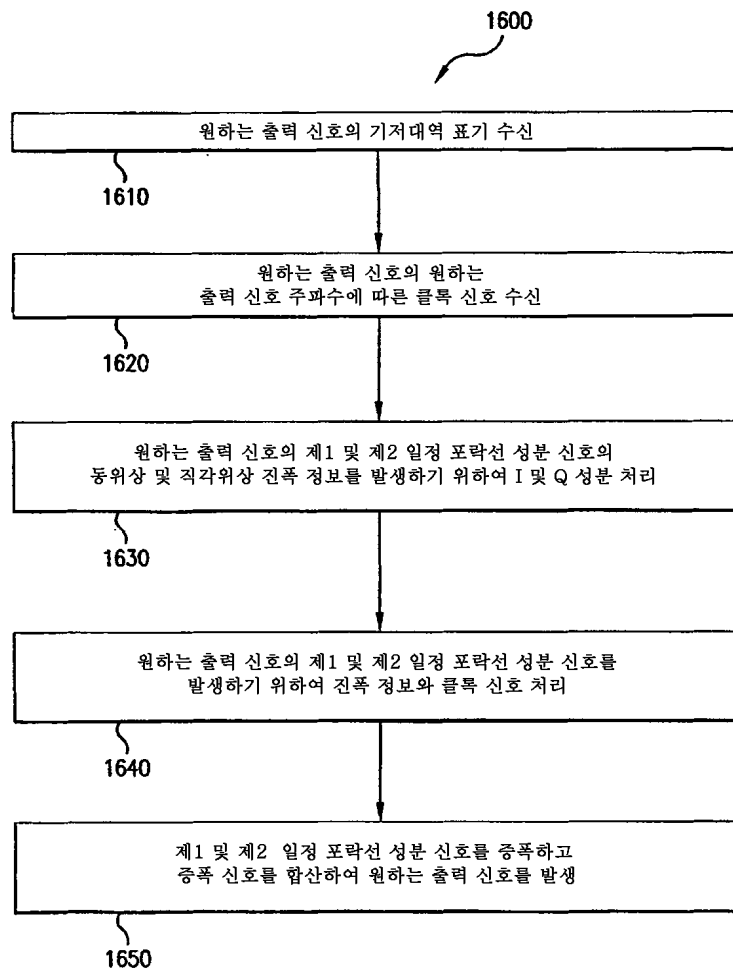 1600
원하는 출력 신호의 기저대역 표기 수신
1610
원하는 출력 신호의 원하는
출력 신호 주파수에 따른 클록 신호 수신
1620
원하는 출력 신호의 제1 및 제2 일정 포락선 성분 신호의
동위상 및 직각위상 진폭 정보를 발생하기 위하여 I 및 Q 성분 처리
1630
원하는 출력 신호의 제1 및 제2 일정 포락선 성분 신호를
발생하기 위하여 진폭 정보와 클록 신호 처리
1640
제1 및 제2 일정 포락선 성분 신호를 증폭하고
증폭 신호를 합산하여 원하는 출력 신호를 발생
1650